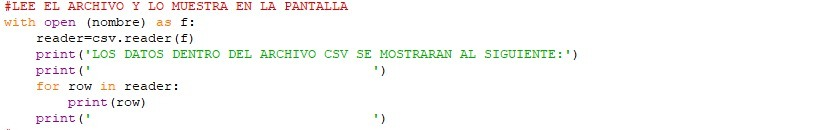 #LEE EL ARCHIVO Y LO MUESTRA EN LA PANTALLA
with open (nombre) as f:
    reader=csv.reader(f)
    print('LOS DATOS DENTRO DEL ARCHIVO CSV SE MOSTRARAN AL SIGUIENTE:')
    print('                                   ')
    for row in reader:
        print(row)
    print('                                   ')